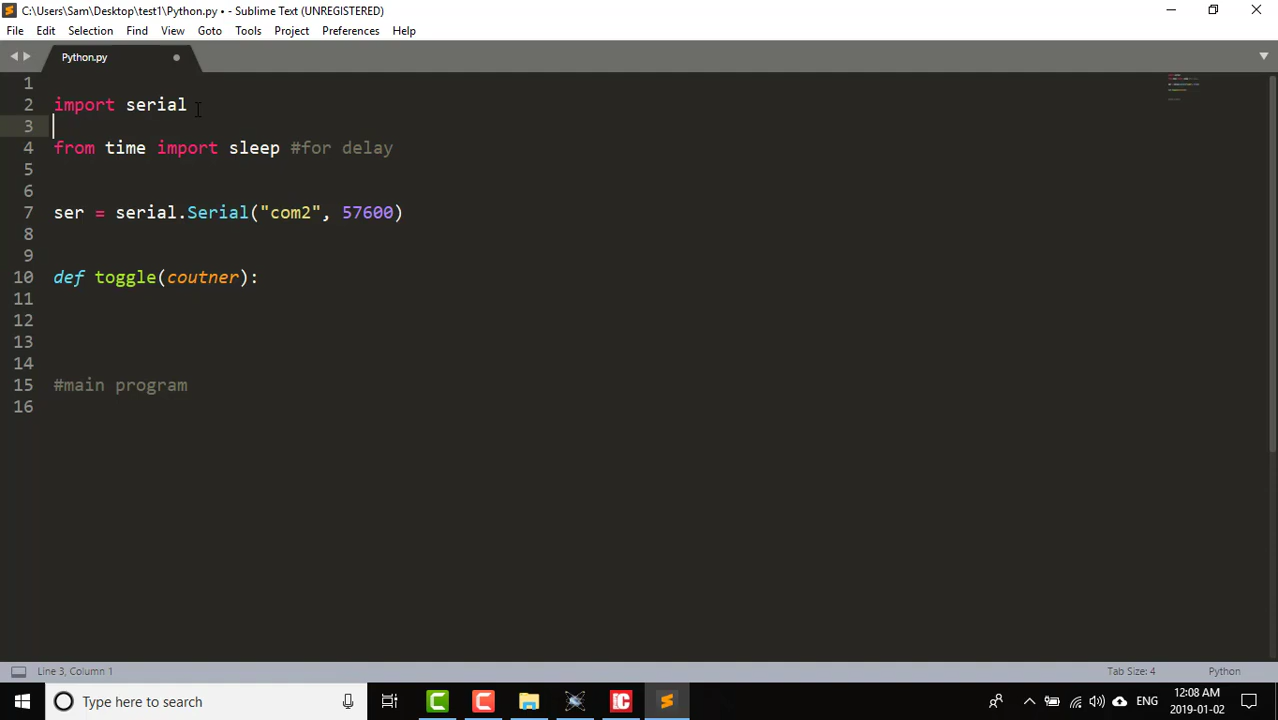 C:\Users\Sam\Desktop\test1\Python.py • - Sublime Text (UNREGISTERED)
File Edit Selection Find View Goto Tools Project Preferences Help
Python.py
1
2 import serial
3
4 from time import sleep #for delay
5
6
7 ser = serial.Serial("com2", 57600)
8
9
10 def toggle(coutner):
11
12
13
14
15 #main program
16
Line 3, Column 1 Tab Size: 4 Python
Type here to search ENG 12:08 AM
2019-01-02